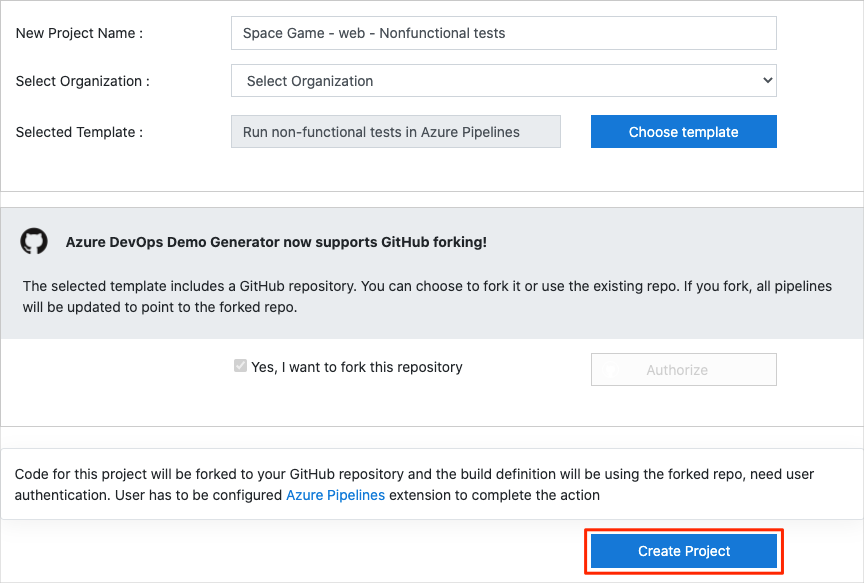 New Project Name :
Space Game - web - Nonfunctional tests
Select Organization :
Select Organization
Selected Template :
Run non-functional tests in Azure Pipelines
Choose template
Azure DevOps Demo Generator now supports GitHub forking!
The selected template includes a GitHub repository. You can choose to fork it or use the existing repo. If you fork, all pipelines
will be updated to point to the forked repo.
Yes, I want to fork this repository
Authorize
Code for this project will be forked to your GitHub repository and the build definition will be using the forked repo, need user
authentication. User has to be configured Azure Pipelines extension to complete the action
Create Project